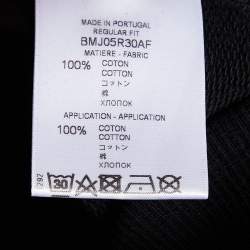 MADE IN PORTUGAL
REGULAR FIT
BMJ05R30AF
MATIERE - FABRIC
100% COTON
COTTON
コットン
棉
ХЛОПОК
APPLICATION - APPLICATION
100% COTON
COTTON
コットン
棉
ХЛОПОК
30
292